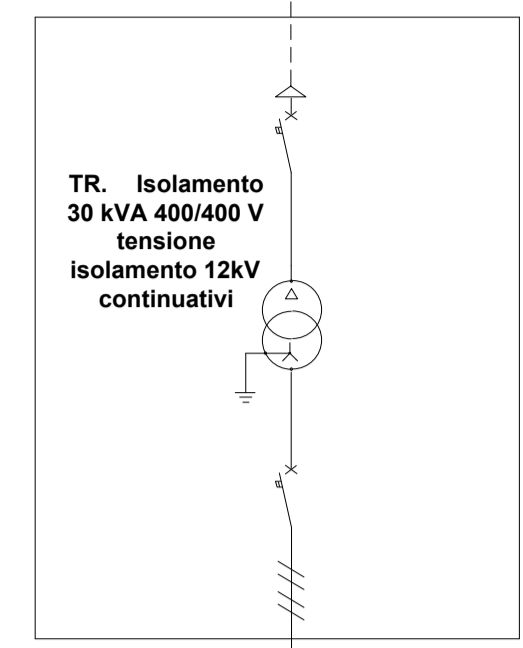 TR. Isolamento
30 kVA 400/400 V
tensione
isolamento 12kV
continuativi